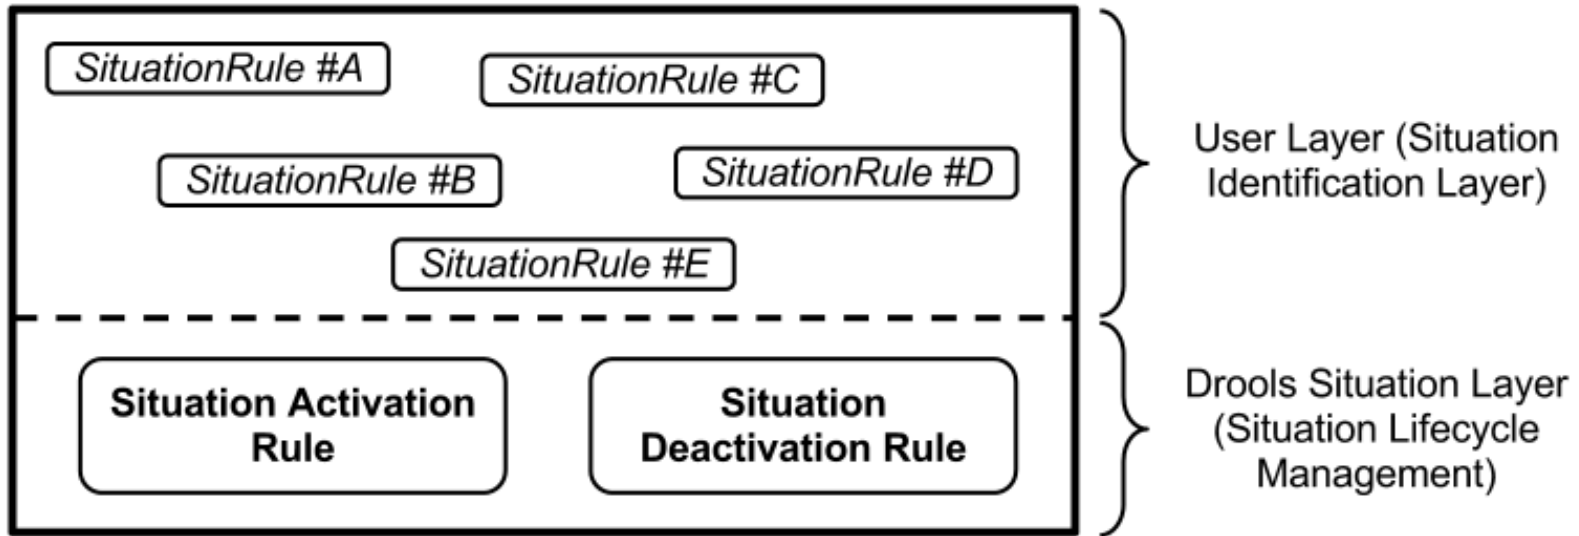 SituationRule #A
SituationRule #C
SituationRule #B
SituationRule #D
SituationRule #E
User Layer (Situation
Identification Layer)
Situation Activation
Rule
Situation
Deactivation Rule
Drools Situation Layer
(Situation Lifecycle
Management)